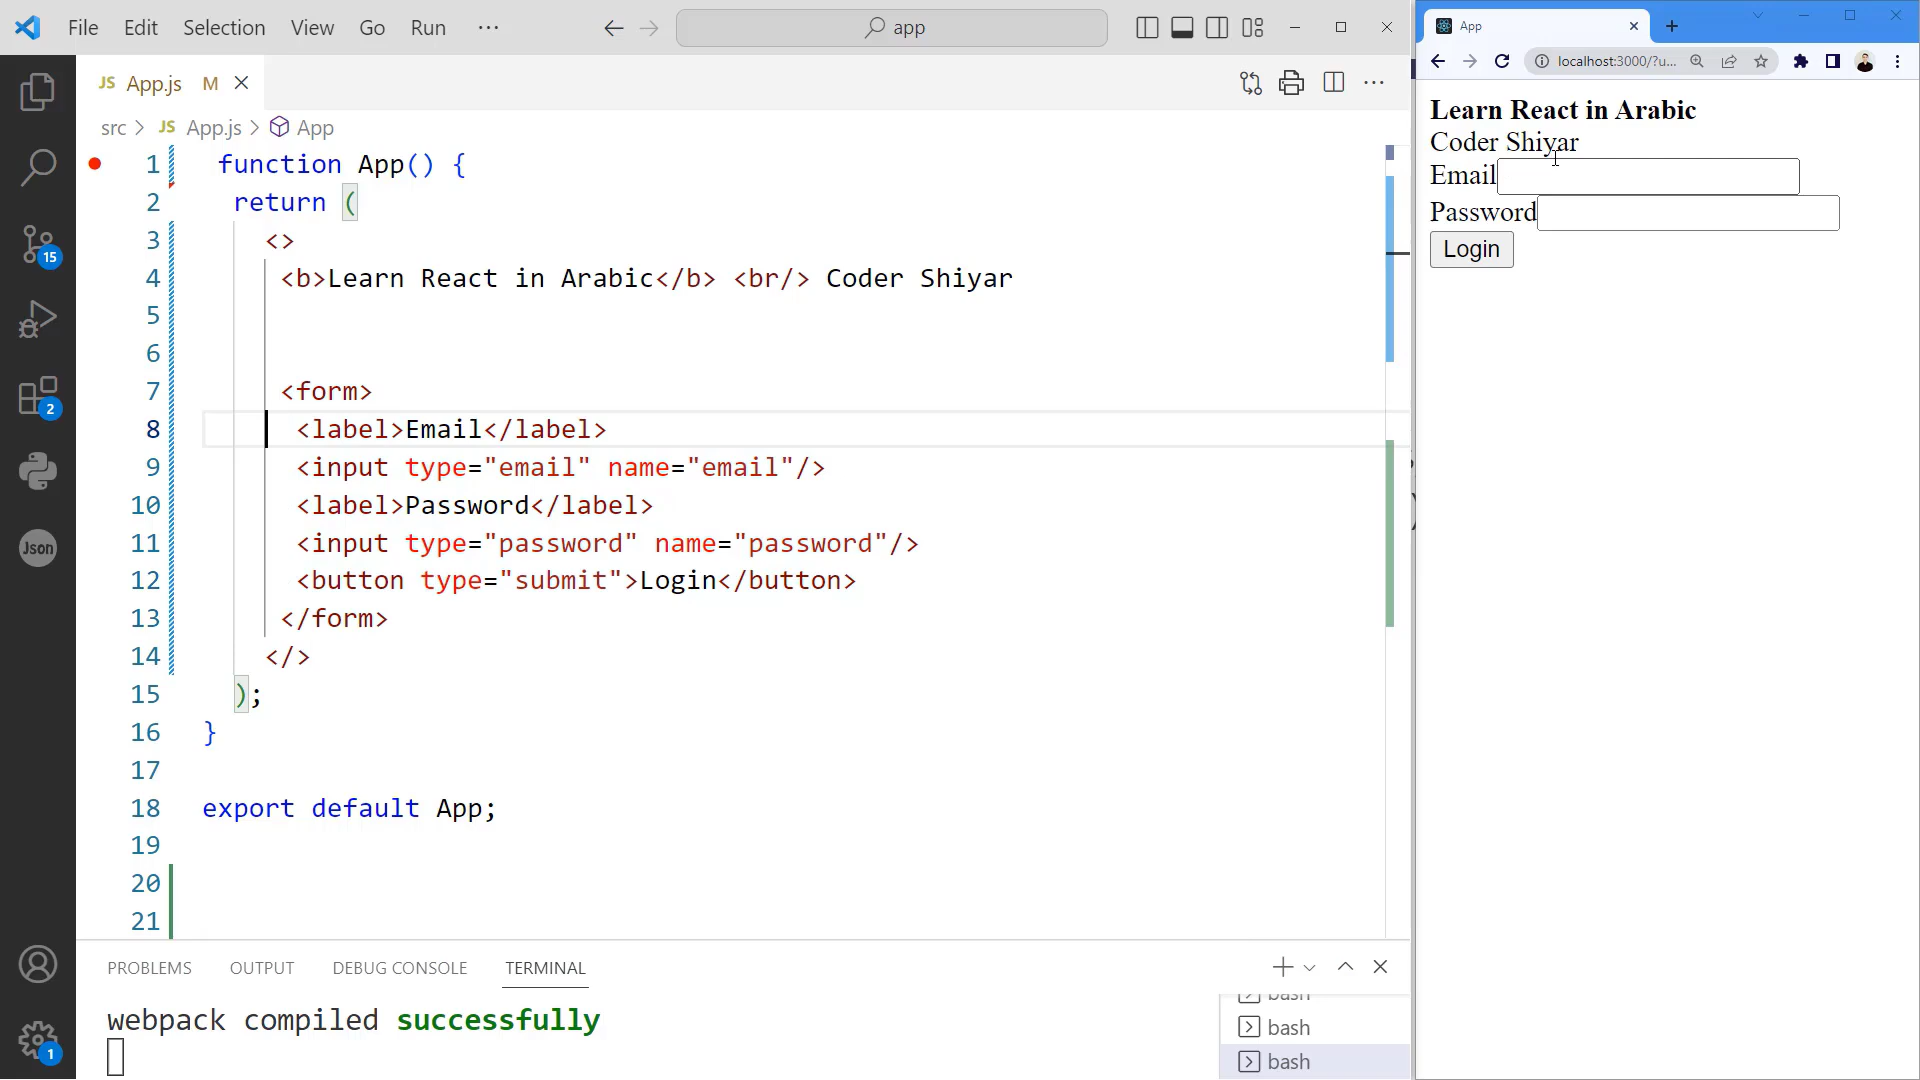 File Edit Selection View Go Run ···
app
JS App.js M
src > JS App.js > App
1 function App() {
2 return (
3 <>
4 <b>Learn React in Arabic</b> <br/> Coder Shiyar
5
6
7 <form>
8 <label>Email</label>
9 <input type="email" name="email"/>
10 <label>Password</label>
11 <input type="password" name="password"/>
12 <button type="submit">Login</button>
13 </form>
14 </>
15 );
16 }
17
18 export default App;
19
20
21
15
2
Json
1
PROBLEMS OUTPUT DEBUG CONSOLE TERMINAL
webpack compiled successfully
bash
bash
bash
App
localhost:3000/?u...
Learn React in Arabic
Coder Shiyar
Email
Password
Login